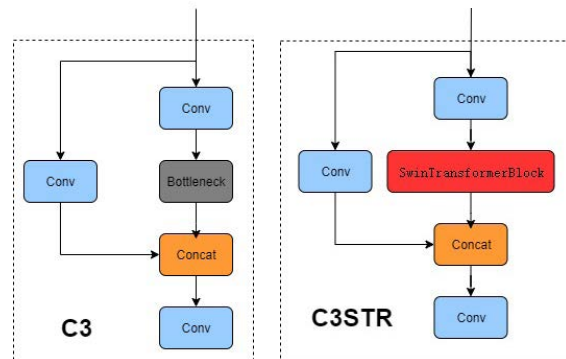 Conv
Conv
Bottleneck
Concat
Conv
C3
Conv
Conv
SwinTransformerBlock
Concat
Conv
C3STR